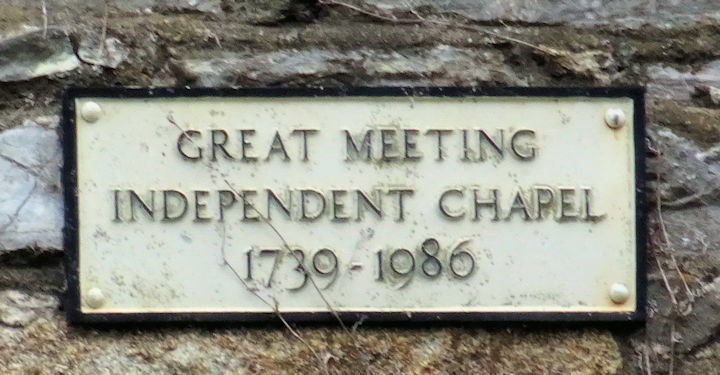 GREAT MEETING
INDEPENDENT CHAPEL
1739-1986